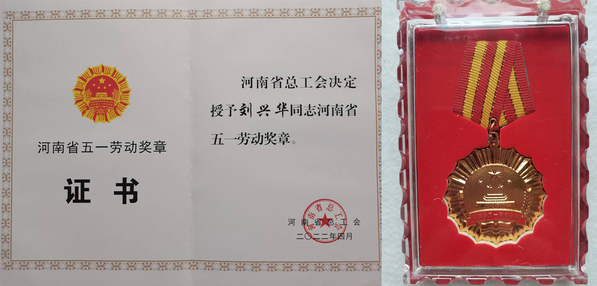 河南省五一劳动奖章
证书
河南省总工会决定
授予刘兴华同志河南省
五一劳动奖章。
河南省总工会
二〇二二年四月